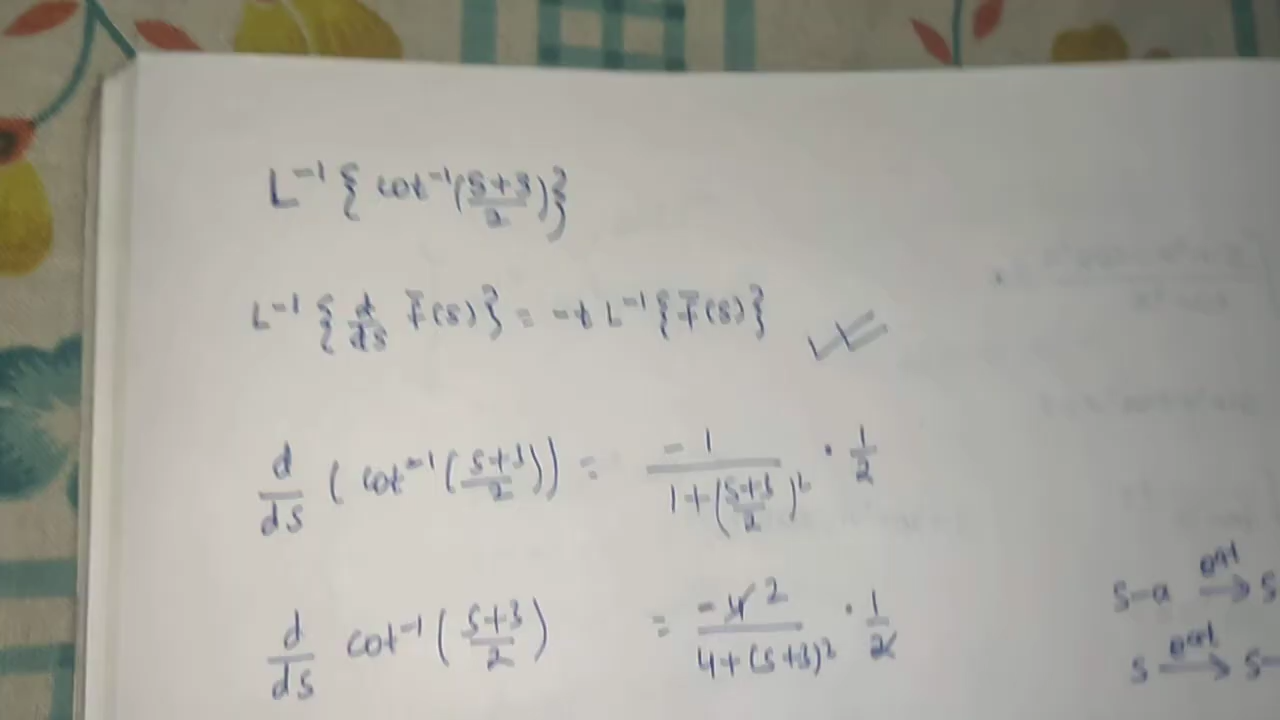 L⁻¹ { cot⁻¹ ( (s+3)/2 ) }
L⁻¹ { d/ds F̄(s) } = -t L⁻¹ { F̄(s) }
d/ds ( cot⁻¹ ( (s+3)/2 ) ) = -1 / ( 1 + ( (s+3)/2 )² ) · 1/2
d/ds cot⁻¹ ( (s+3)/2 ) = -4 2 / ( 4 + (s+3)² ) · 1/2
s-a → s
s → s-